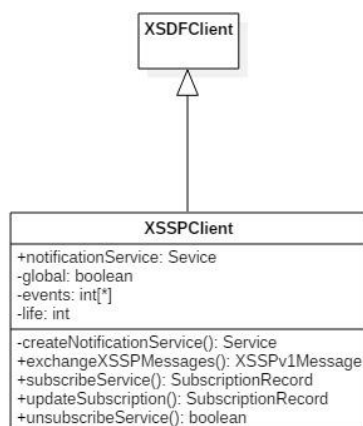 XSDFClient
XSSPClient
+notificationService: Sevice
-global: boolean
-events: int[*]
-life: int
-createNotificationService(): Service
+exchangeXSSPMessages(): XSSPv1Message
+subscribeService(): SubscriptionRecord
+updateSubscription(): SubscriptionRecord
+unsubscribeService(): boolean